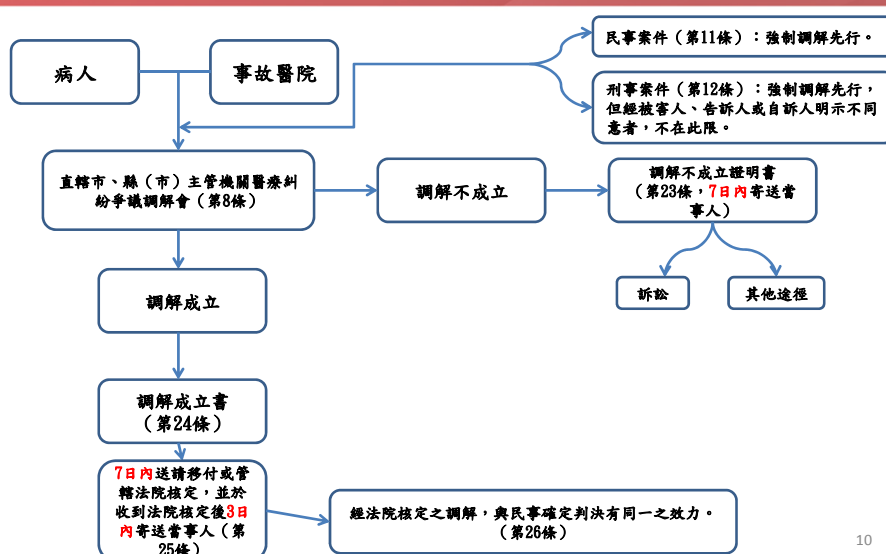 民事案件（第11條）：強制調解先行。
病人
事故醫院
刑事案件（第12條）：強制調解先行，
但經被害人、告訴人或自訴人明示不同
意者，不在此限。
直轄市、縣（市）主管機關醫療糾
紛爭議調解會（第8條）
調解不成立
調解不成立證明書
（第23條，7日內寄送當
事人）
訴訟
其他途徑
調解成立
調解成立書
（第24條）
7日內送請移付或管
轄法院核定，並於
收到法院核定後3日
內寄送當事人（第
25條）
經法院核定之調解，與民事確定判決有同一之效力。
（第26條）
10